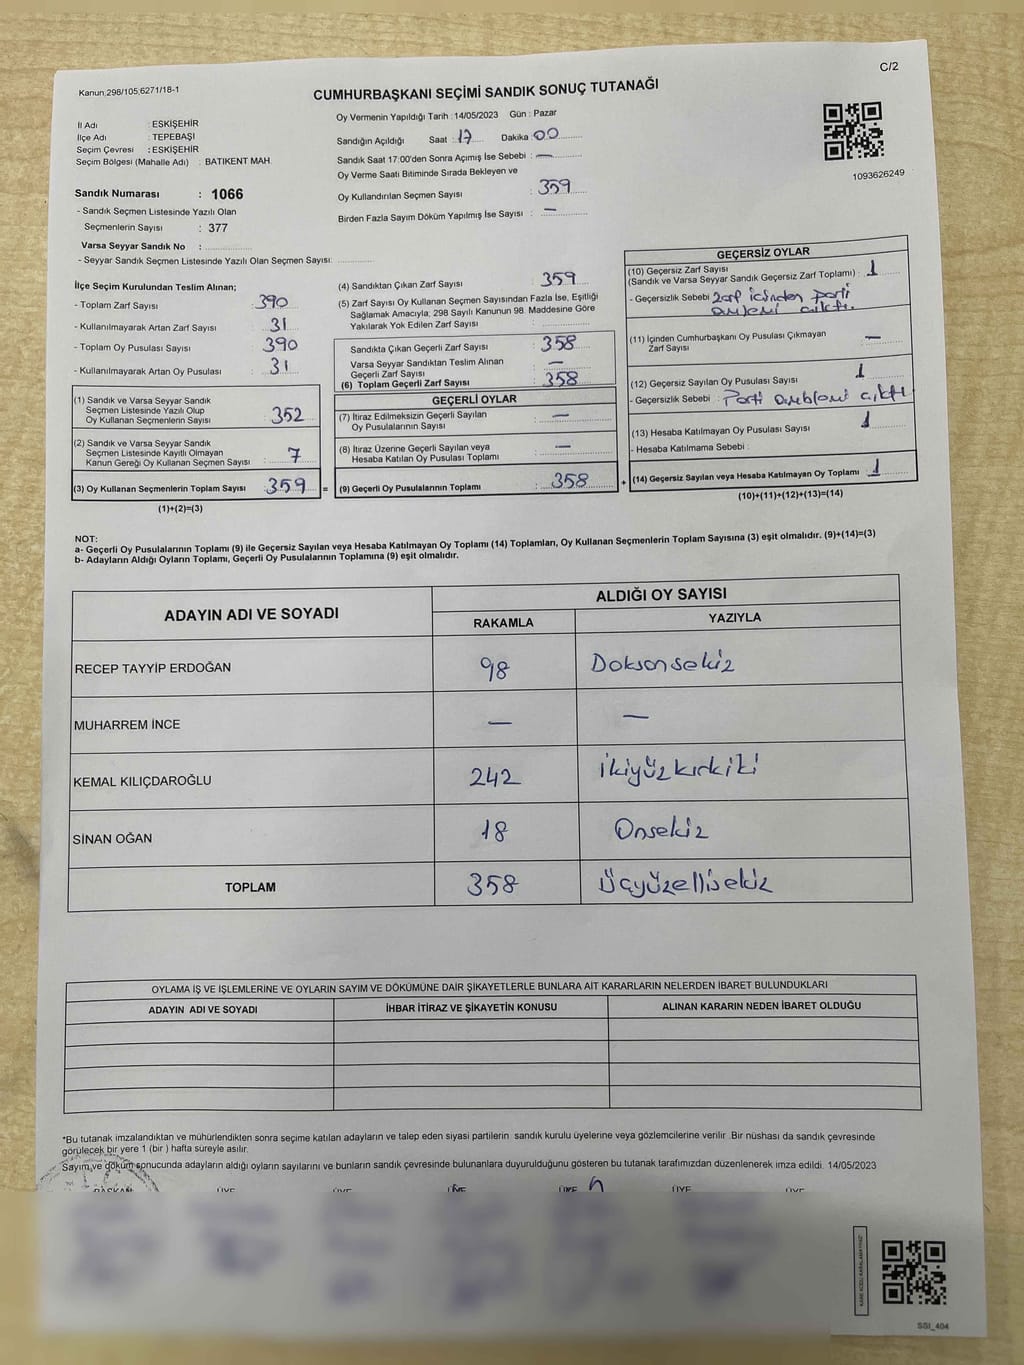 C/2
Kanun:298/105,6271/18-1
CUMHURBAŞKANI SEÇİMİ SANDIK SONUÇ TUTANAĞI
Oy Vermenin Yapıldığı Tarih : 14/05/2023 Gün : Pazar
İl Adı : ESKİŞEHİR
İlçe Adı : TEPEBAŞI
Seçim Çevresi : ESKİŞEHİR
Seçim Bölgesi (Mahalle Adı) : BATIKENT MAH.
Sandığın Açıldığı Saat : 17 Dakika 00
Sandık Saat 17:00'den Sonra Açımış İse Sebebi : —
Oy Verme Saati Bitiminde Sırada Bekleyen ve
Oy Kullandırılan Seçmen Sayısı : 359
Birden Fazla Sayım Döküm Yapılmış İse Sayısı : —
1093626249
Sandık Numarası : 1066
- Sandık Seçmen Listesinde Yazılı Olan
Seçmenlerin Sayısı : 377
Varsa Seyyar Sandık No :
- Seyyar Sandık Seçmen Listesinde Yazılı Olan Seçmen Sayısı:
İlçe Seçim Kurulundan Teslim Alınan;
- Toplam Zarf Sayısı : 390
- Kullanılmayarak Artan Zarf Sayısı : 31
- Toplam Oy Pusulası Sayısı : 390
- Kullanılmayarak Artan Oy Pusulası : 31
(1) Sandık ve Varsa Seyyar Sandık
Seçmen Listesinde Yazılı Olup
Oy Kullanan Seçmenlerin Sayısı : 352
(2) Sandık ve Varsa Seyyar Sandık
Seçmen Listesinde Kayıtlı Olmayan
Kanun Gereği Oy Kullanan Seçmen Sayısı : 7
(3) Oy Kullanan Seçmenlerin Toplam Sayısı : 359 =
(1)+(2)=(3)
(4) Sandıktan Çıkan Zarf Sayısı : 359
(5) Zarf Sayısı Oy Kullanan Seçmen Sayısından Fazla İse, Eşitliği
Sağlamak Amacıyla; 298 Sayılı Kanunun 98. Maddesine Göre
Yakılarak Yok Edilen Zarf Sayısı :
Sandıkta Çıkan Geçerli Zarf Sayısı : 358
Varsa Seyyar Sandıktan Teslim Alınan
Geçerli Zarf Sayısı : —
(6) Toplam Geçerli Zarf Sayısı : 358
GEÇERLİ OYLAR
(7) İtiraz Edilmeksizin Geçerli Sayılan
Oy Pusulalarının Sayısı : —
(8) İtiraz Üzerine Geçerli Sayılan veya
Hesaba Katılan Oy Pusulası Toplamı : —
(9) Geçerli Oy Pusulalarının Toplamı : 358 +
GEÇERSİZ OYLAR
(10) Geçersiz Zarf Sayısı
(Sandık ve Varsa Seyyar Sandık Geçersiz Zarf Toplamı) : 1
- Geçersizlik Sebebi : Zarf içinden parti
amblemi çıktı.
(11) İçinden Cumhurbaşkanı Oy Pusulası Çıkmayan
Zarf Sayısı : —
(12) Geçersiz Sayılan Oy Pusulası Sayısı : 1
- Geçersizlik Sebebi : Parti amblemi çıktı
(13) Hesaba Katılmayan Oy Pusulası Sayısı : 1
- Hesaba Katılmama Sebebi :
(14) Geçersiz Sayılan veya Hesaba Katılmayan Oy Toplamı : 1
(10)+(11)+(12)+(13)=(14)
NOT:
a- Geçerli Oy Pusulalarının Toplamı (9) ile Geçersiz Sayılan veya Hesaba Katılmayan Oy Toplamı (14) Toplamları, Oy Kullanan Seçmenlerin Toplam Sayısına (3) eşit olmalıdır. (9)+(14)=(3)
b- Adayların Aldığı Oyların Toplamı, Geçerli Oy Pusulalarının Toplamına (9) eşit olmalıdır.
ADAYIN ADI VE SOYADI
ALDIĞI OY SAYISI
RAKAMLA YAZIYLA
RECEP TAYYİP ERDOĞAN 98 Doksansekiz
MUHARREM İNCE — —
KEMAL KILIÇDAROĞLU 242 İkiyüzkırkiki
SİNAN OĞAN 18 Onsekiz
TOPLAM 358 Üçyüzellisekiz
OYLAMA İŞ VE İŞLEMLERİNE VE OYLARIN SAYIM VE DÖKÜMÜNE DAİR ŞİKAYETLERLE BUNLARA AİT KARARLARIN NELERDEN İBARET BULUNDUKLARI
ADAYIN ADI VE SOYADI İHBAR İTİRAZ VE ŞİKAYETİN KONUSU ALINAN KARARIN NEDEN İBARET OLDUĞU
*Bu tutanak imzalandıktan ve mühürlendikten sonra seçime katılan adayların ve talep eden siyasi partilerin sandık kurulu üyelerine veya gözlemcilerine verilir .Bir nüshası da sandık çevresinde
görülecek bir yere 1 (bir ) hafta süreyle asılır.
Sayım ve döküm sonucunda adayların aldığı oyların sayılarını ve bunların sandık çevresinde bulunanlara duyurulduğunu gösteren bu tutanak tarafımızdan düzenlenerek imza edildi. 14/05/2023
BAŞKAN ÜYE ÜYE ÜYE ÜYE ÜYE ÜYE
KARE KODU KARALAMAYINIZ!
SSI_404